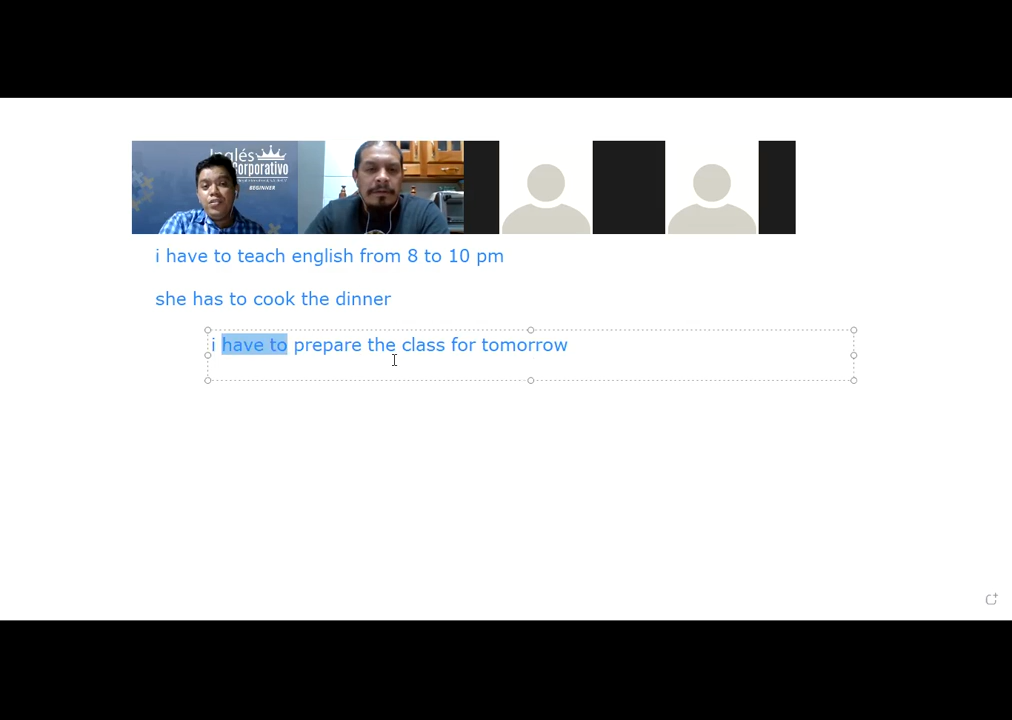 Inglés
Corporativo
BEGINNER
i have to teach english from 8 to 10 pm
she has to cook the dinner
i have to prepare the class for tomorrow